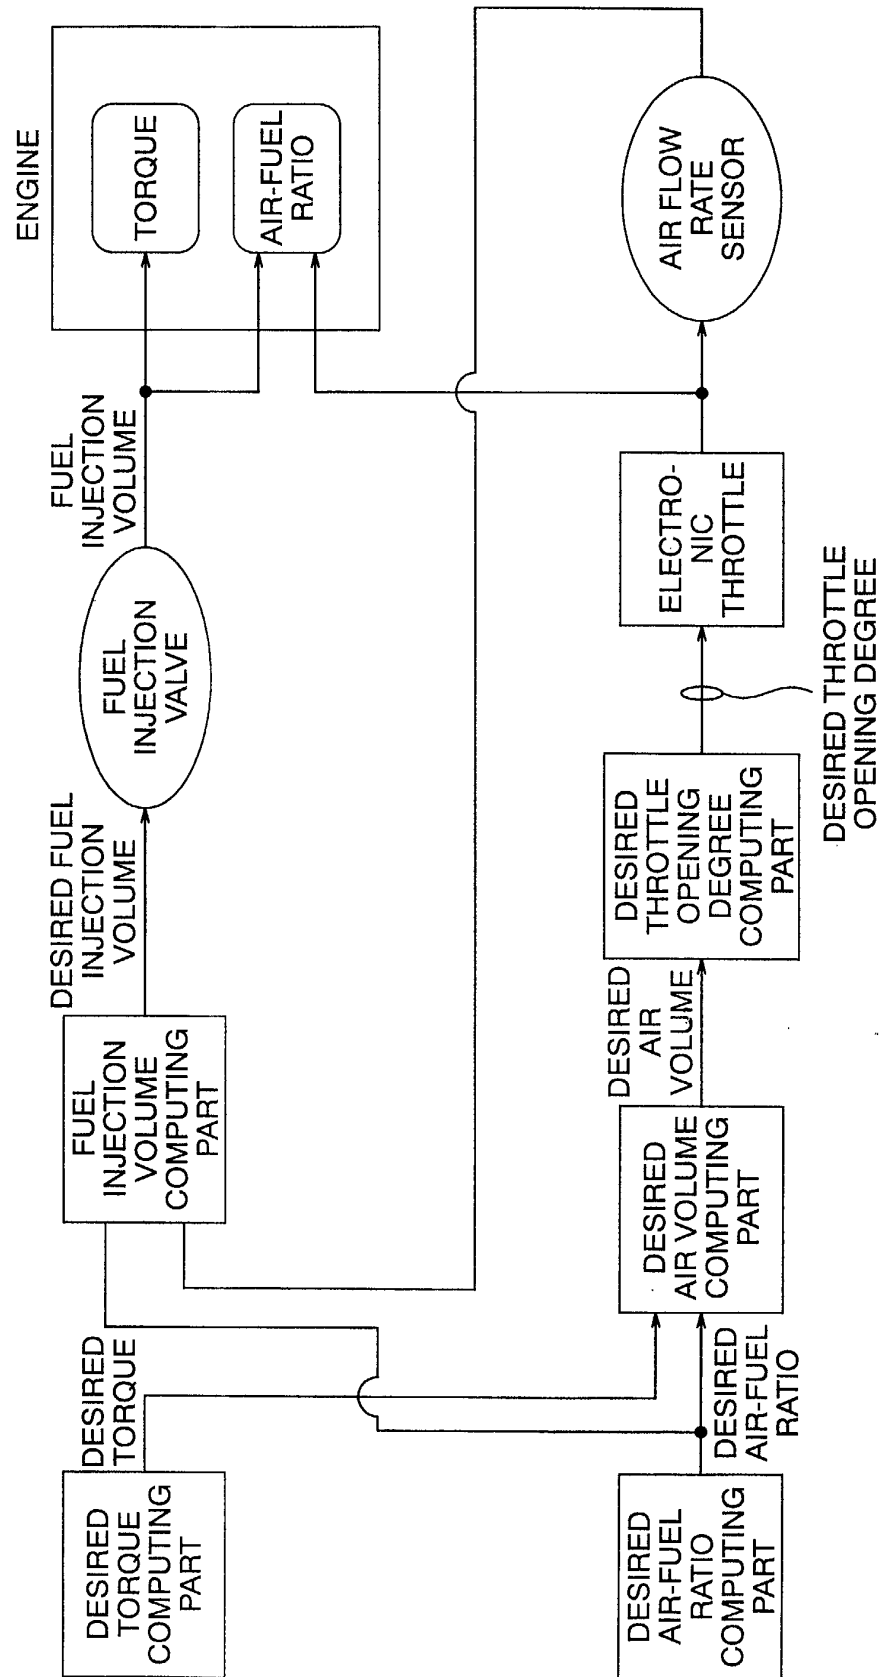 DESIRED
TORQUE
COMPUTING
PART
DESIRED
TORQUE
FUEL
INJECTION
VOLUME
COMPUTING
PART
DESIRED FUEL
INJECTION
VOLUME
FUEL
INJECTION
VALVE
FUEL
INJECTION
VOLUME
ENGINE
TORQUE
AIR-FUEL
RATIO
DESIRED
AIR-FUEL
RATIO
COMPUTING
PART
DESIRED
AIR-FUEL
RATIO
DESIRED
AIR VOLUME
COMPUTING
PART
DESIRED
AIR
VOLUME
DESIRED
THROTTLE
OPENING
DEGREE
COMPUTING
PART
DESIRED THROTTLE
OPENING DEGREE
ELECTRO-
NIC
THROTTLE
AIR FLOW
RATE
SENSOR